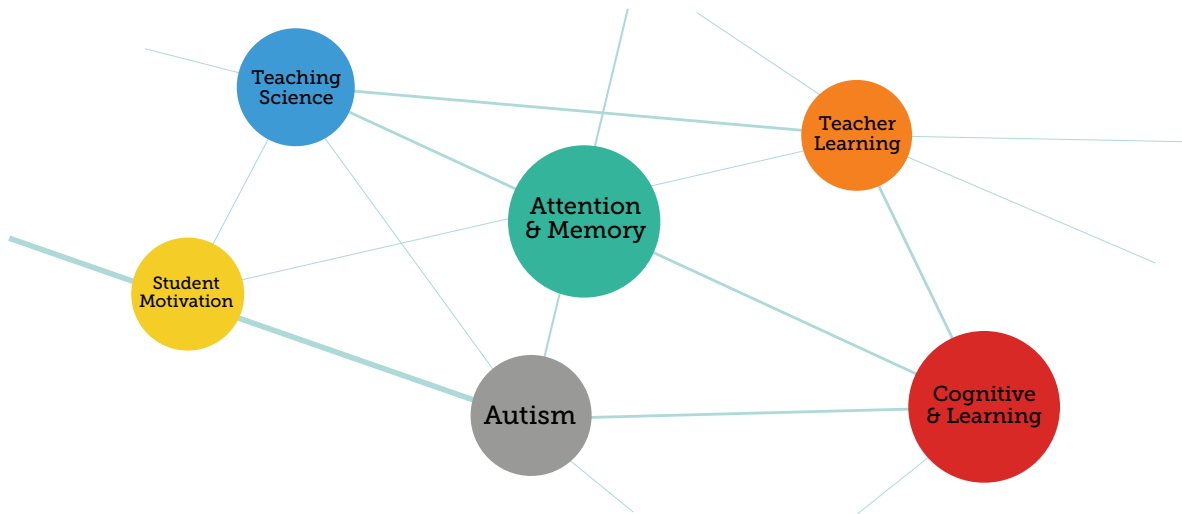 Teaching
Science
Teacher
Learning
Attention
& Memory
Student
Motivation
Autism
Cognitive
& Learning